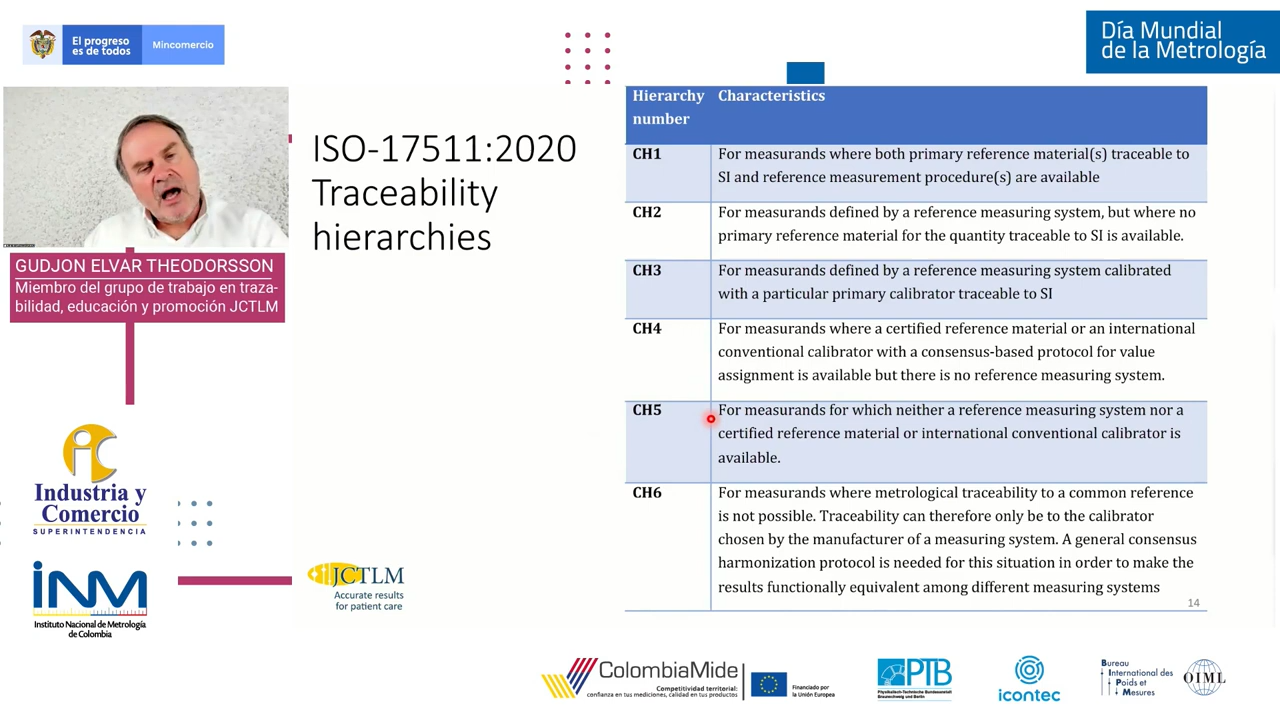 El progreso
es de todos
Mincomercio
Día Mundial
de la Metrología
GUDJON ELVAR THEODORSSON
Miembro del grupo de trabajo en traza-
bilidad, educación y promoción JCTLM
ISO-17511:2020
Traceability
hierarchies
Hierarchy number
Characteristics
CH1
For measurands where both primary reference material(s) traceable to
SI and reference measurement procedure(s) are available
CH2
For measurands defined by a reference measuring system, but where no
primary reference material for the quantity traceable to SI is available.
CH3
For measurands defined by a reference measuring system calibrated
with a particular primary calibrator traceable to SI
CH4
For measurands where a certified reference material or an international
conventional calibrator with a consensus-based protocol for value
assignment is available but there is no reference measuring system.
CH5
For measurands for which neither a reference measuring system nor a
certified reference material or international conventional calibrator is
available.
CH6
For measurands where metrological traceability to a common reference
is not possible. Traceability can therefore only be to the calibrator
chosen by the manufacturer of a measuring system. A general consensus
harmonization protocol is needed for this situation in order to make the
results functionally equivalent among different measuring systems
14
iC
Industria y
Comercio
SUPERINTENDENCIA
iNM
Instituto Nacional de Metrología
de Colombia
JCTLM
Accurate results
for patient care
ColombiaMide
Competitividad territorial:
confianza en tus mediciones, calidad en tus productos
Financiado por
la Unión Europea
PTB
Physikalisch-Technische Bundesanstalt
Braunschweig und Berlin
icontec
Bureau
International des
Poids et
Mesures
OIML